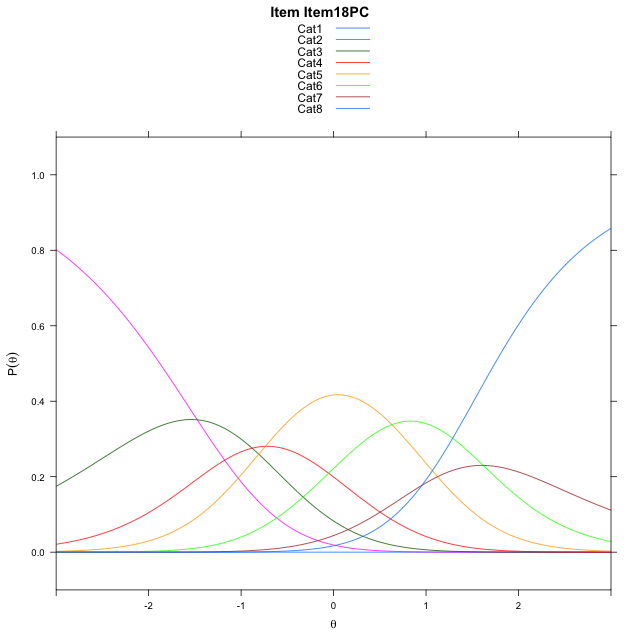 Item Item18PC
Cat1
Cat2
Cat3
Cat4
Cat5
Cat6
Cat7
Cat8
1.0
0.8
0.6
0.4
0.2
0.0
P(θ)
-2 -1 0 1 2
θ